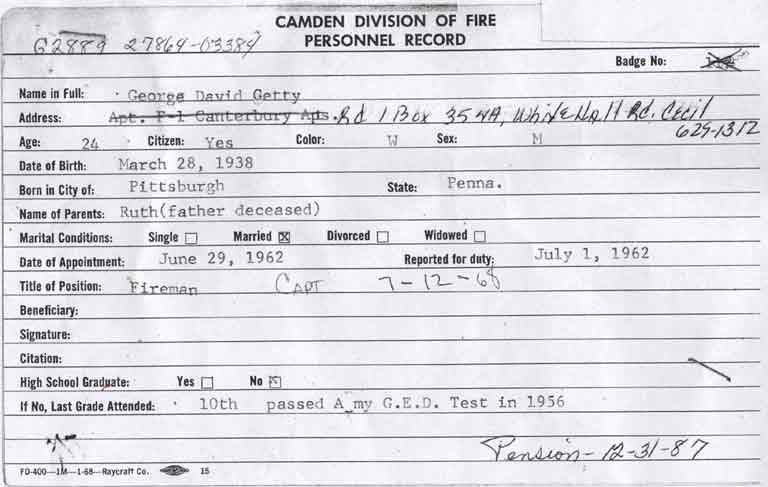 CAMDEN DIVISION OF FIRE
G2889 27864-03384 PERSONNEL RECORD
Badge No:
Name in Full: George David Getty
Address: Apt. F-1 Canterbury Apts. Rd 1 Box 354A, White Hall Rd. Cecil
629-1312
Age: 24 Citizen: Yes Color: W Sex: M
Date of Birth: March 28, 1938
Born in City of: Pittsburgh State: Penna.
Name of Parents: Ruth(father deceased)
Marital Conditions: Single ☐ Married ☒ Divorced ☐ Widowed ☐
Date of Appointment: June 29, 1962 Reported for duty: July 1, 1962
Title of Position: Fireman CAPT 7-12-68
Beneficiary:
Signature:
Citation:
High School Graduate: Yes ☐ No ☒
If No, Last Grade Attended: 10th passed A my G.E.D. Test in 1956
Pension- 12-31-87
FD-400—1M—1-68—Raycraft Co. 15